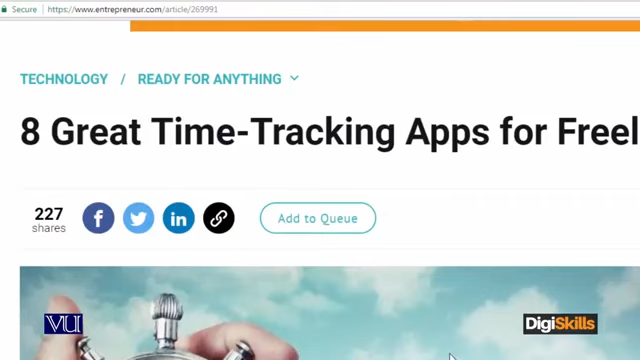 Secure https://www.entrepreneur.com/article/269991
TECHNOLOGY / READY FOR ANYTHING
8 Great Time-Tracking Apps for Freel
227
shares
Add to Queue
VU
DigiSkills